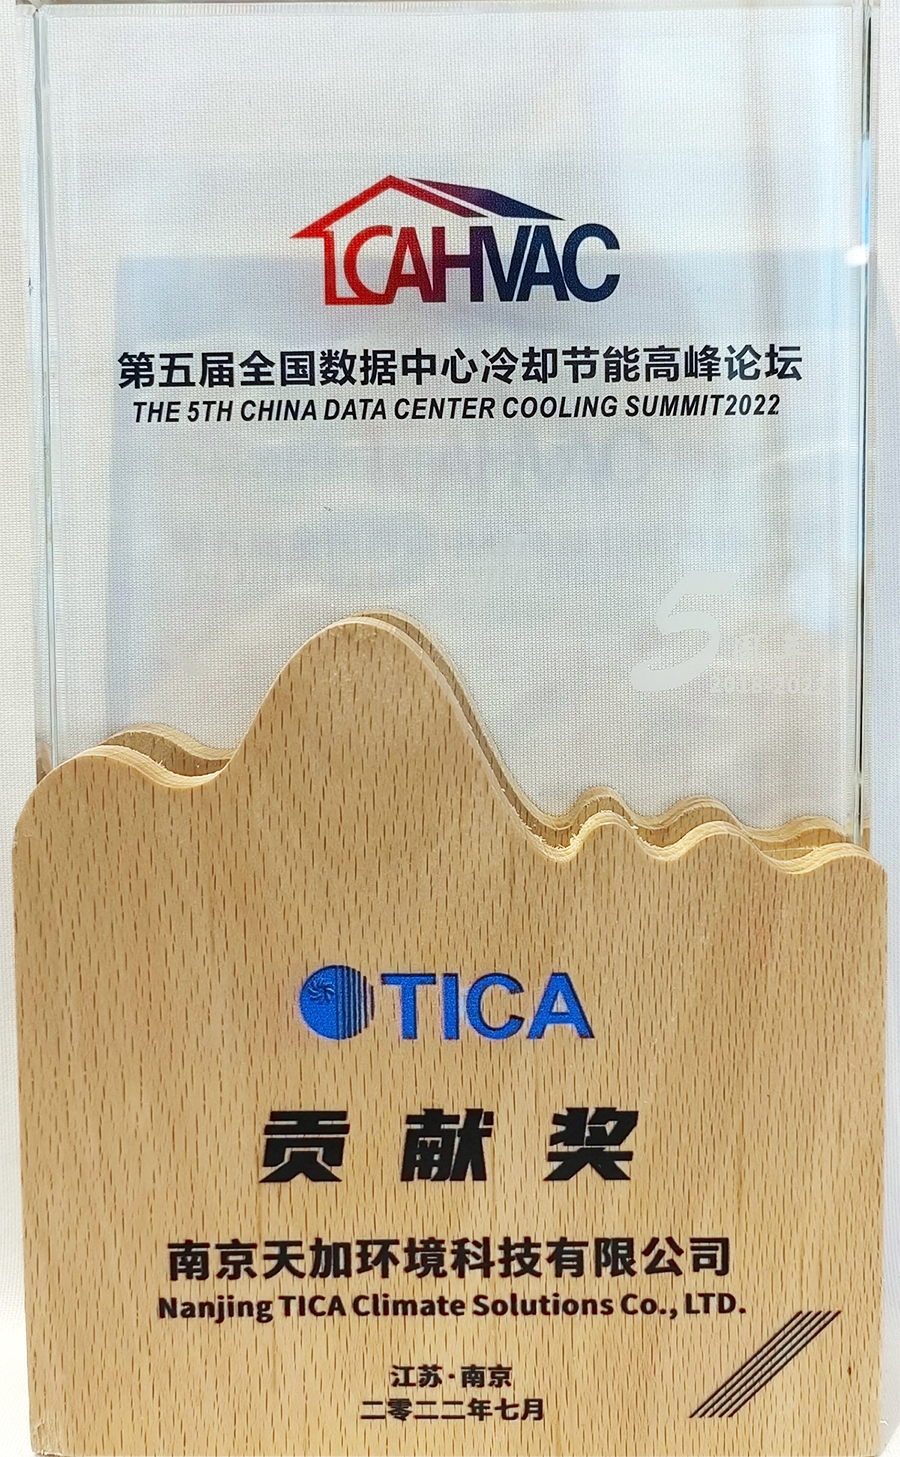 CAHVAC
第五届全国数据中心冷却节能高峰论坛
THE 5TH CHINA DATA CENTER COOLING SUMMIT2022
TICA
贡献奖
南京天加环境科技有限公司
Nanjing TICA Climate Solutions Co., LTD.
江苏·南京
二零二二年七月